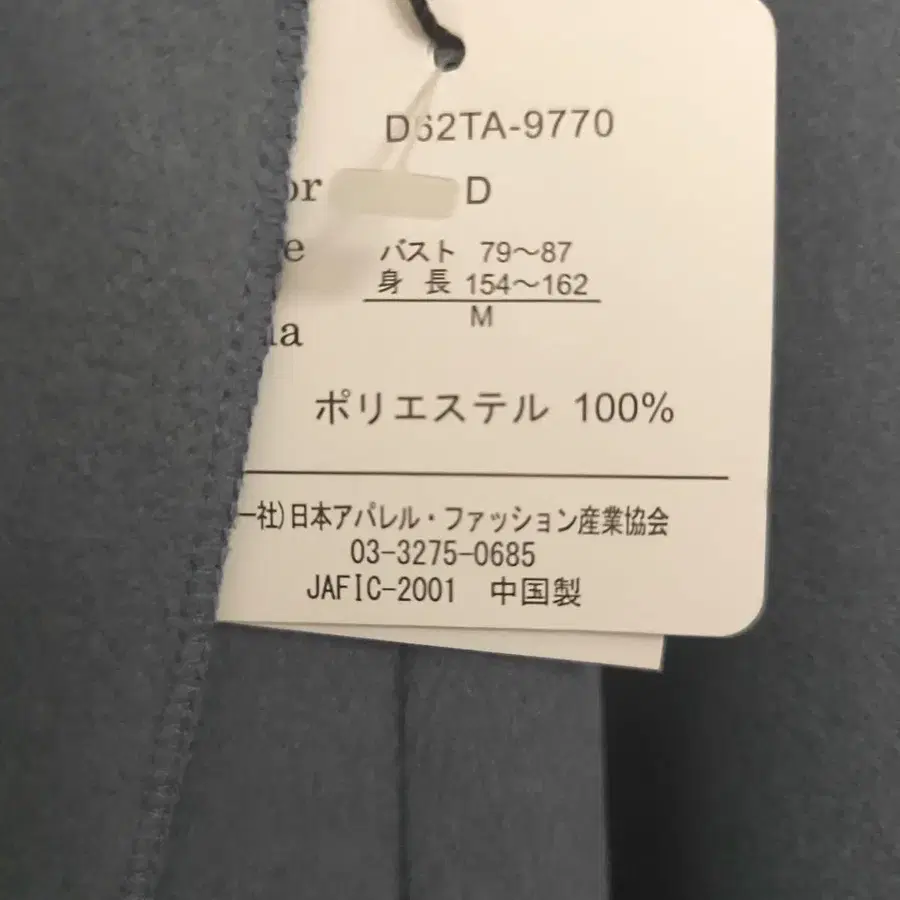 D62TA-9770
or D
e バスト 79〜87
身長 154〜162
M
a
ポリエステル 100%
一社)日本アパレル・ファッション産業協会
03-3275-0685
JAFIC-2001 中国製